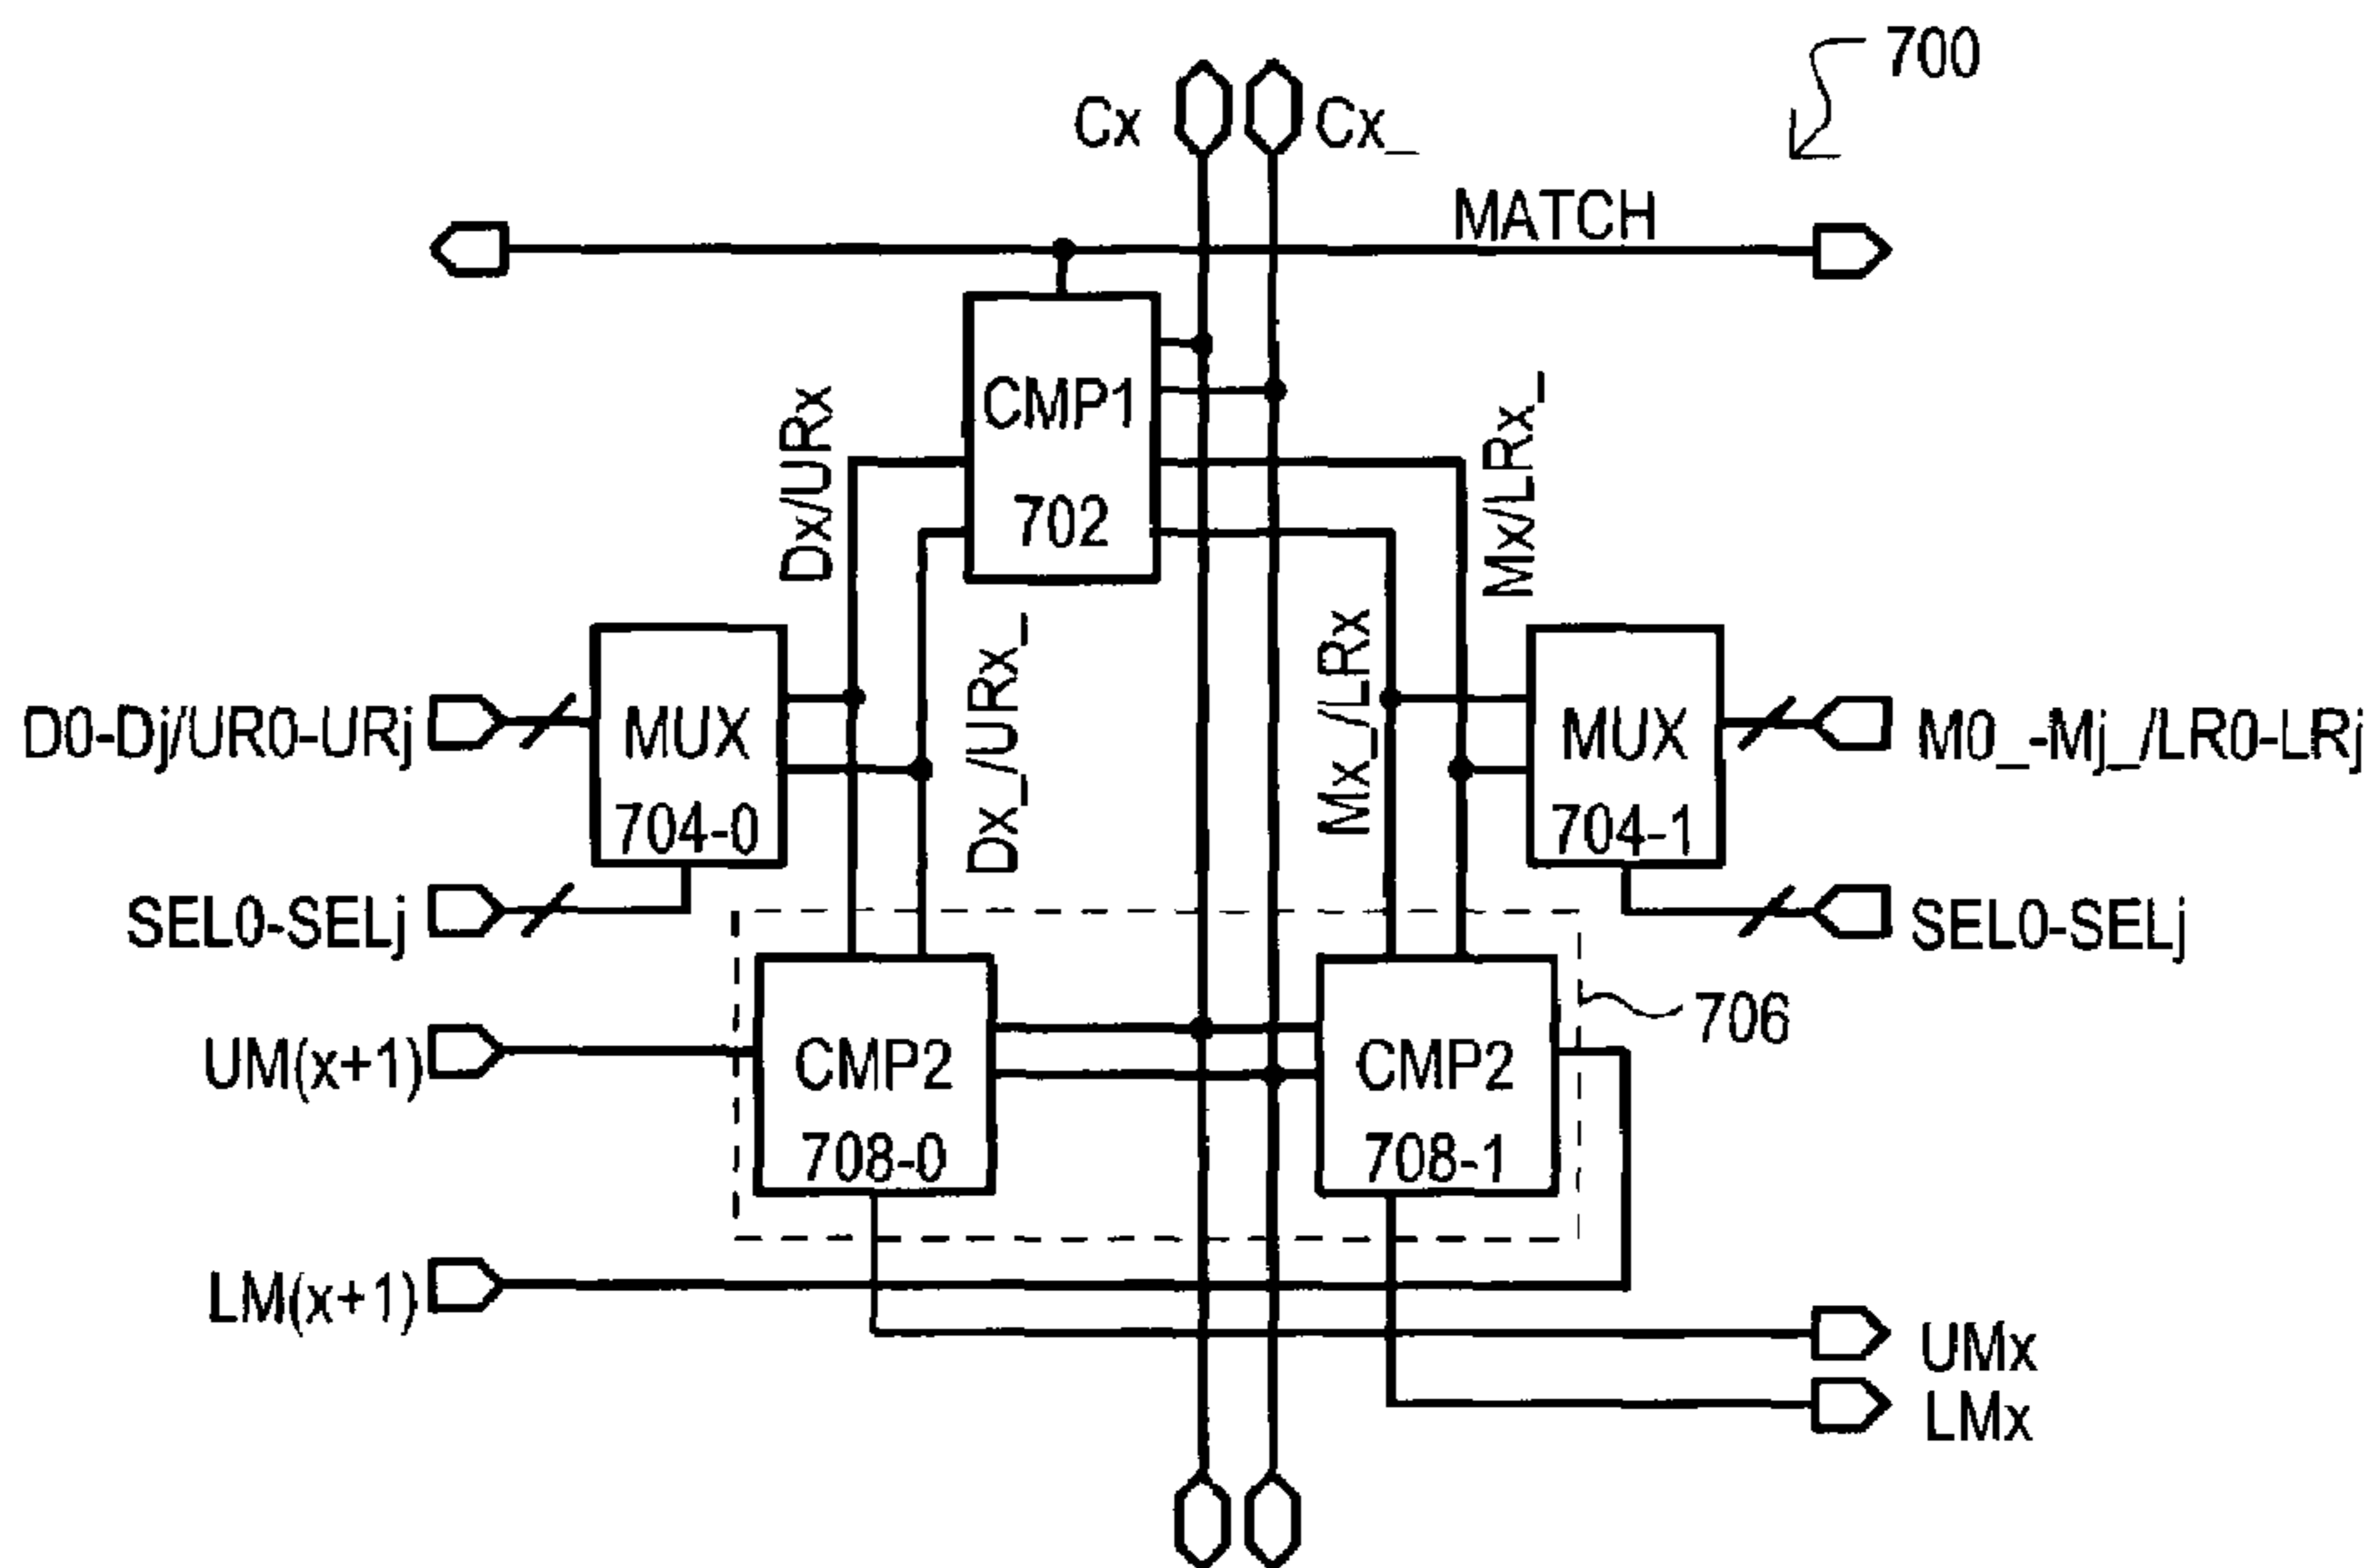 700
Cx
Cx_
MATCH
CMP1
702
Dx/URx
Mx/LRx_
Dx_/URx_
Mx_/LRx
D0-Dj/UR0-URj
MUX
704-0
MUX
704-1
M0_-Mj_/LR0-LRj
SEL0-SELj
SEL0-SELj
706
UM(x+1)
CMP2
708-0
CMP2
708-1
LM(x+1)
UMx
LMx